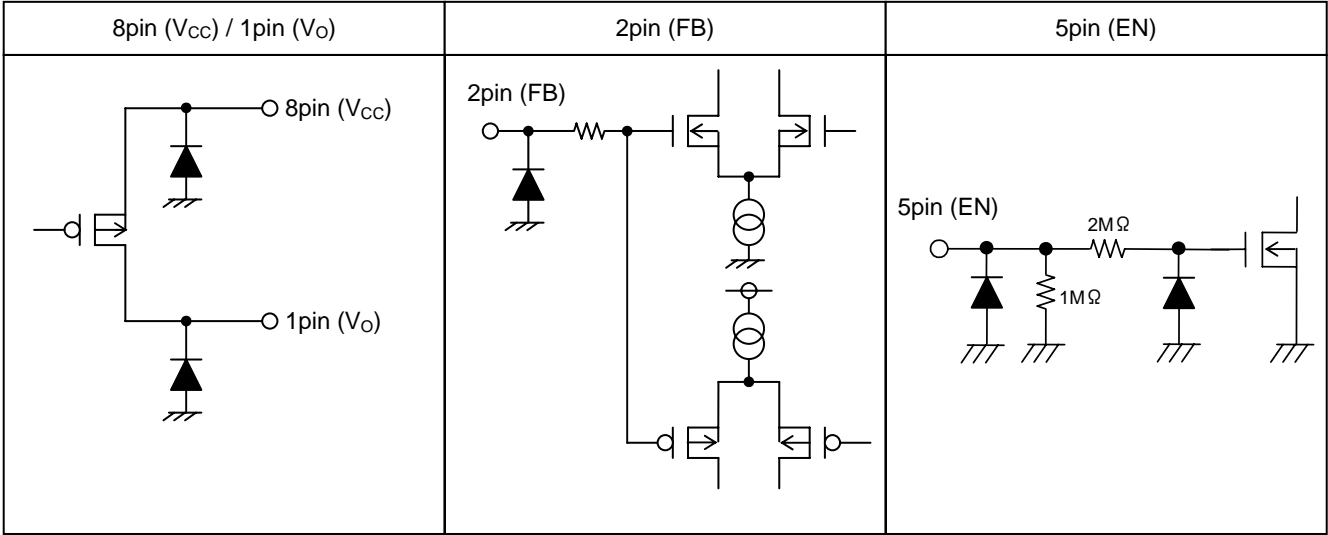 8pin (VCC) / 1pin (VO)
2pin (FB)
5pin (EN)
8pin (VCC)
1pin (VO)
2pin (FB)
5pin (EN)
2MΩ
1MΩ